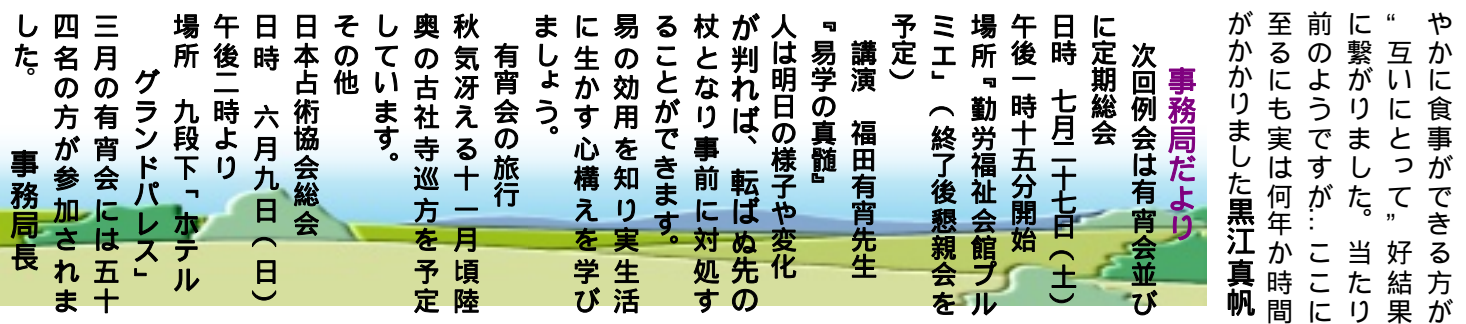 やかに食事ができる方が
“互いにとって”好結果
に繋がりました。当たり
前のようですが…ここに
至るにも実は何年か時間
がかかりました黒江真帆
事務局だより
次回例会は有宵会並び
に定期総会
日時　七月二十七日（土）
午後一時十五分開始
場所『勤労福祉会館プル
ミエ」（終了後懇親会を
予定）
講演　福田有宵先生
『易学の真髄』
人は明日の様子や変化
が判れば、転ばぬ先の
杖となり事前に対処す
ることができます。
易の効用を知り実生活
に生かす心構えを学び
ましょう。
有宵会の旅行
秋気冴える十一月頃陸
奥の古社寺巡方を予定
しています。
その他
日本占術協会総会
日時　六月九日（日）
午後二時より
場所　九段下「ホテル
グランドパレス」
三月の有宵会には五十
四名の方が参加されま
した。　　事務局長